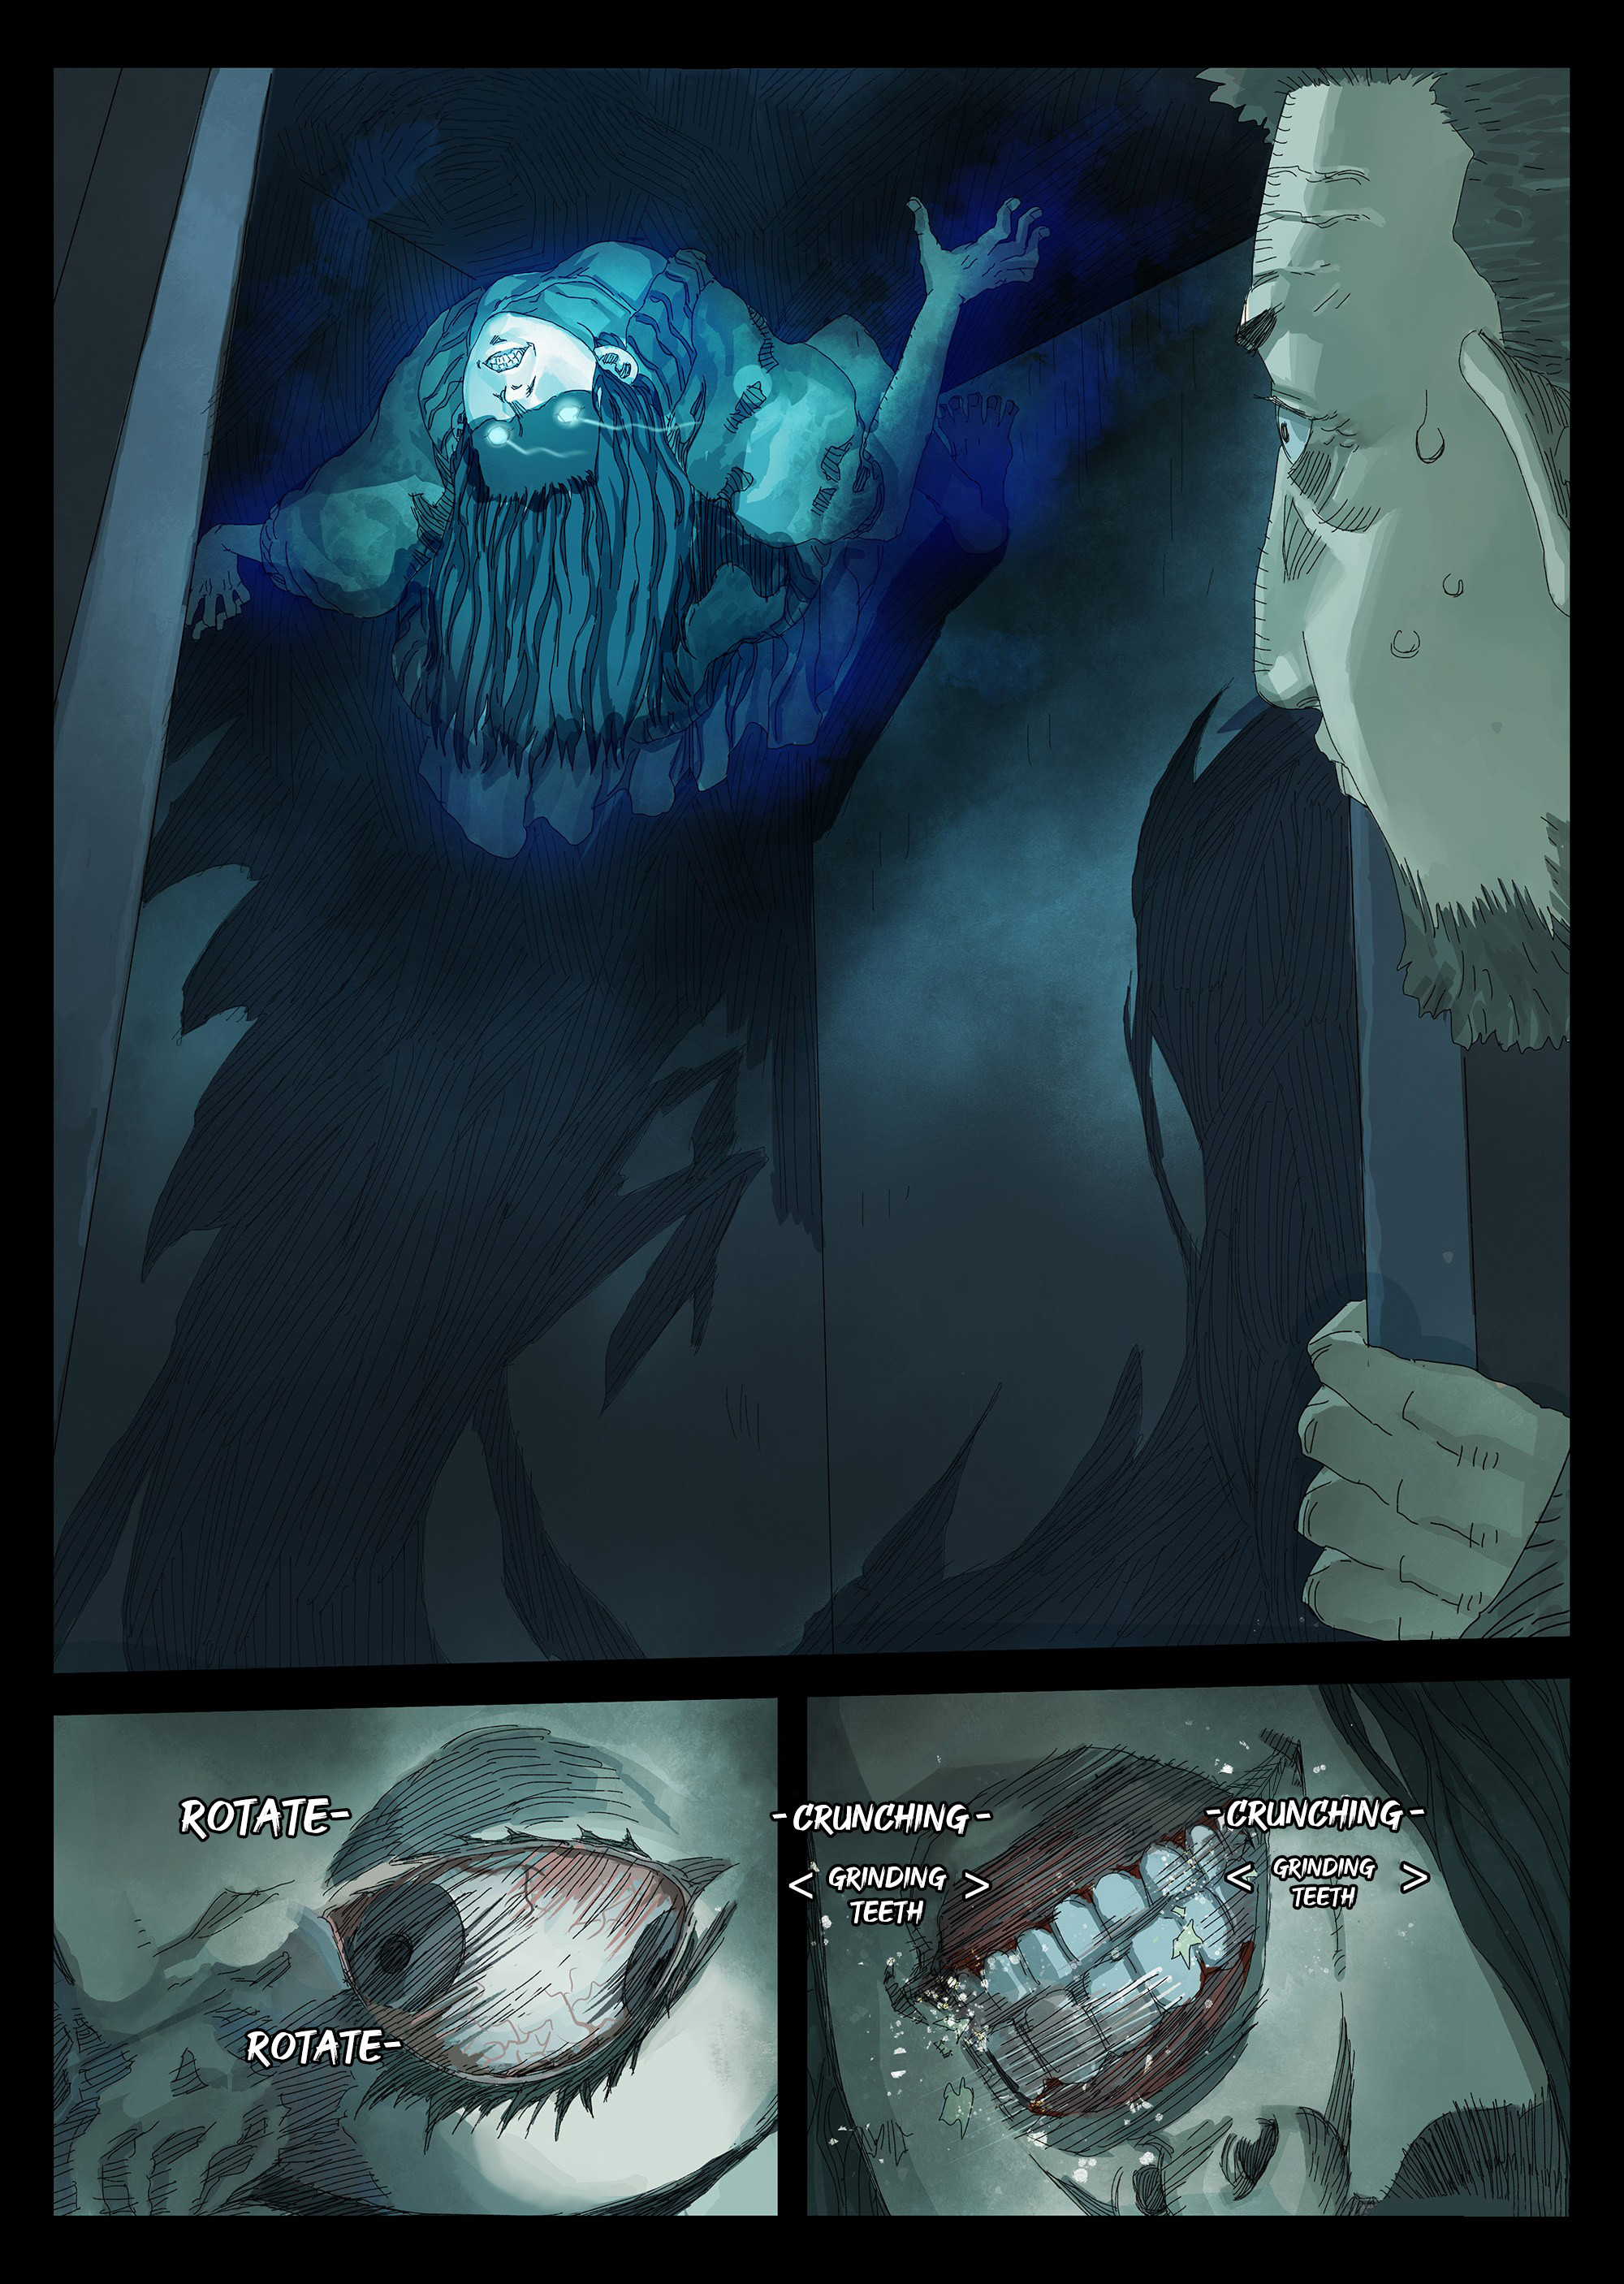 ROTATE-
ROTATE-
-CRUNCHING-
< GRINDING >
TEETH
-CRUNCHING-
< GRINDING >
TEETH